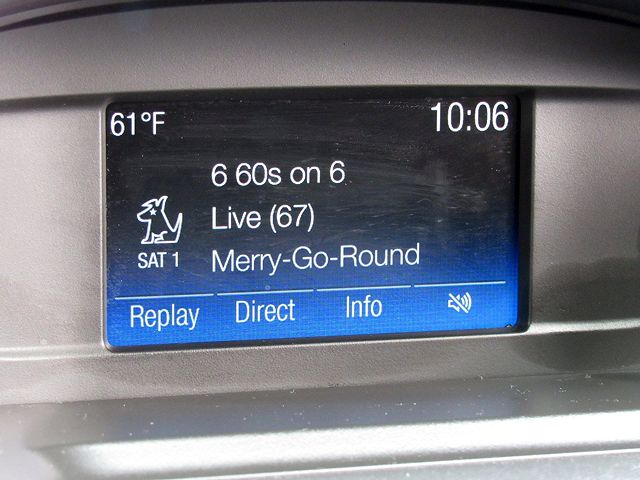 61°F 10:06
6 60s on 6
Live (67)
SAT 1 Merry-Go-Round
Replay Direct Info